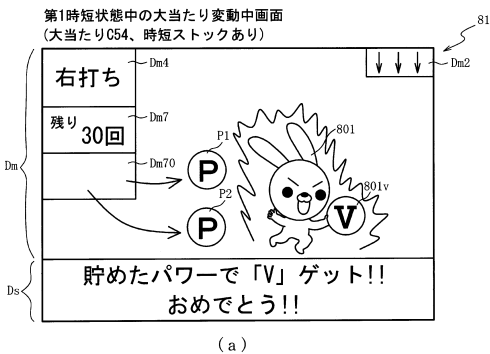 第1時短状態中の大当たり変動中画面
(大当たりC54、時短ストックあり)
81
右打ち
Dm4
Dm2
残り
30回
Dm7
Dm
Dm70
P1
P
801
P2
P
801v
V
Ds
貯めたパワーで「V」ゲット!!
おめでとう!!
(a)